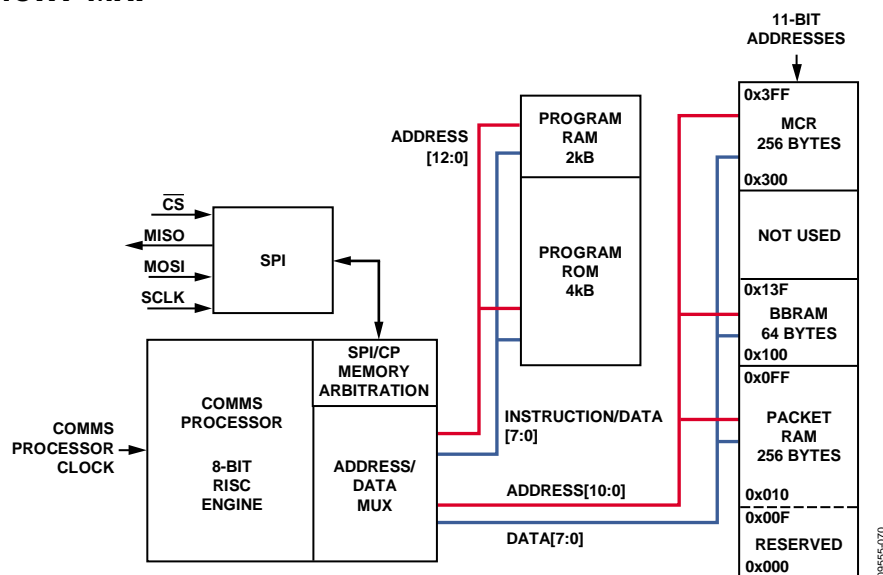 11-BIT
ADDRESSES
ADDRESS
[12:0]
PROGRAM
RAM
2kB
PROGRAM
ROM
4kB
0x3FF
MCR
256 BYTES
0x300
NOT USED
0x13F
BBRAM
64 BYTES
0x100
0x0FF
PACKET
RAM
256 BYTES
0x010
0x00F
RESERVED
0x000
CS
MISO
MOSI
SCLK
SPI
SPI/CP
MEMORY
ARBITRATION
COMMS
PROCESSOR
CLOCK
COMMS
PROCESSOR
8-BIT
RISC
ENGINE
ADDRESS/
DATA
MUX
INSTRUCTION/DATA
[7:0]
ADDRESS[10:0]
DATA[7:0]
09555-070